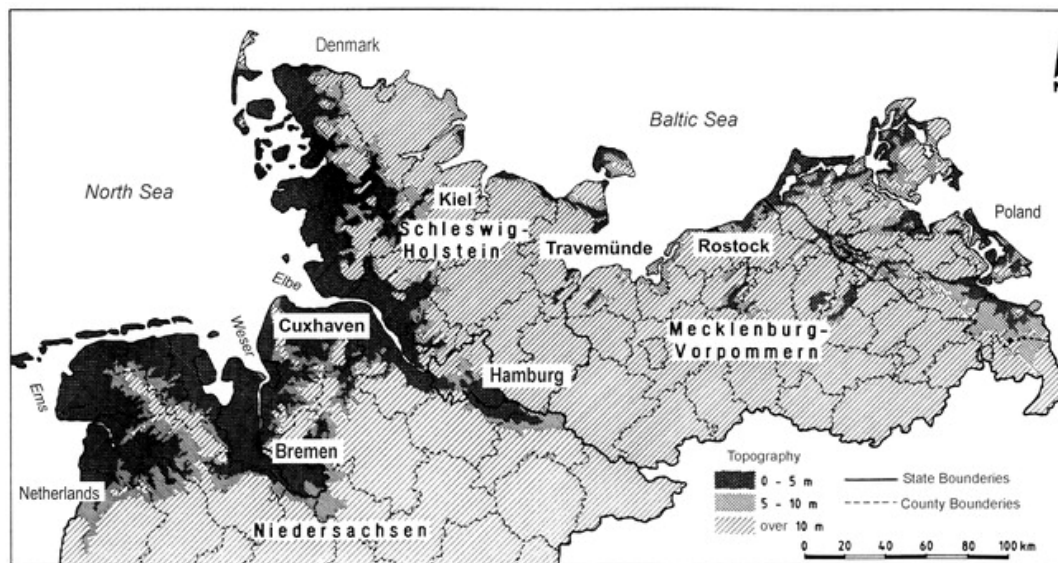 Denmark
Baltic Sea
North Sea
Kiel
Schleswig-
Holstein
Poland
Travemünde
Rostock
Elbe
Cuxhaven
Weser
Mecklenburg-
Vorpommern
Ems
Hamburg
Bremen
Netherlands
Niedersachsen
Topography
0 - 5 m
5 - 10 m
over 10 m
State Bounderies
County Bounderies
0 20 40 60 80 100 km